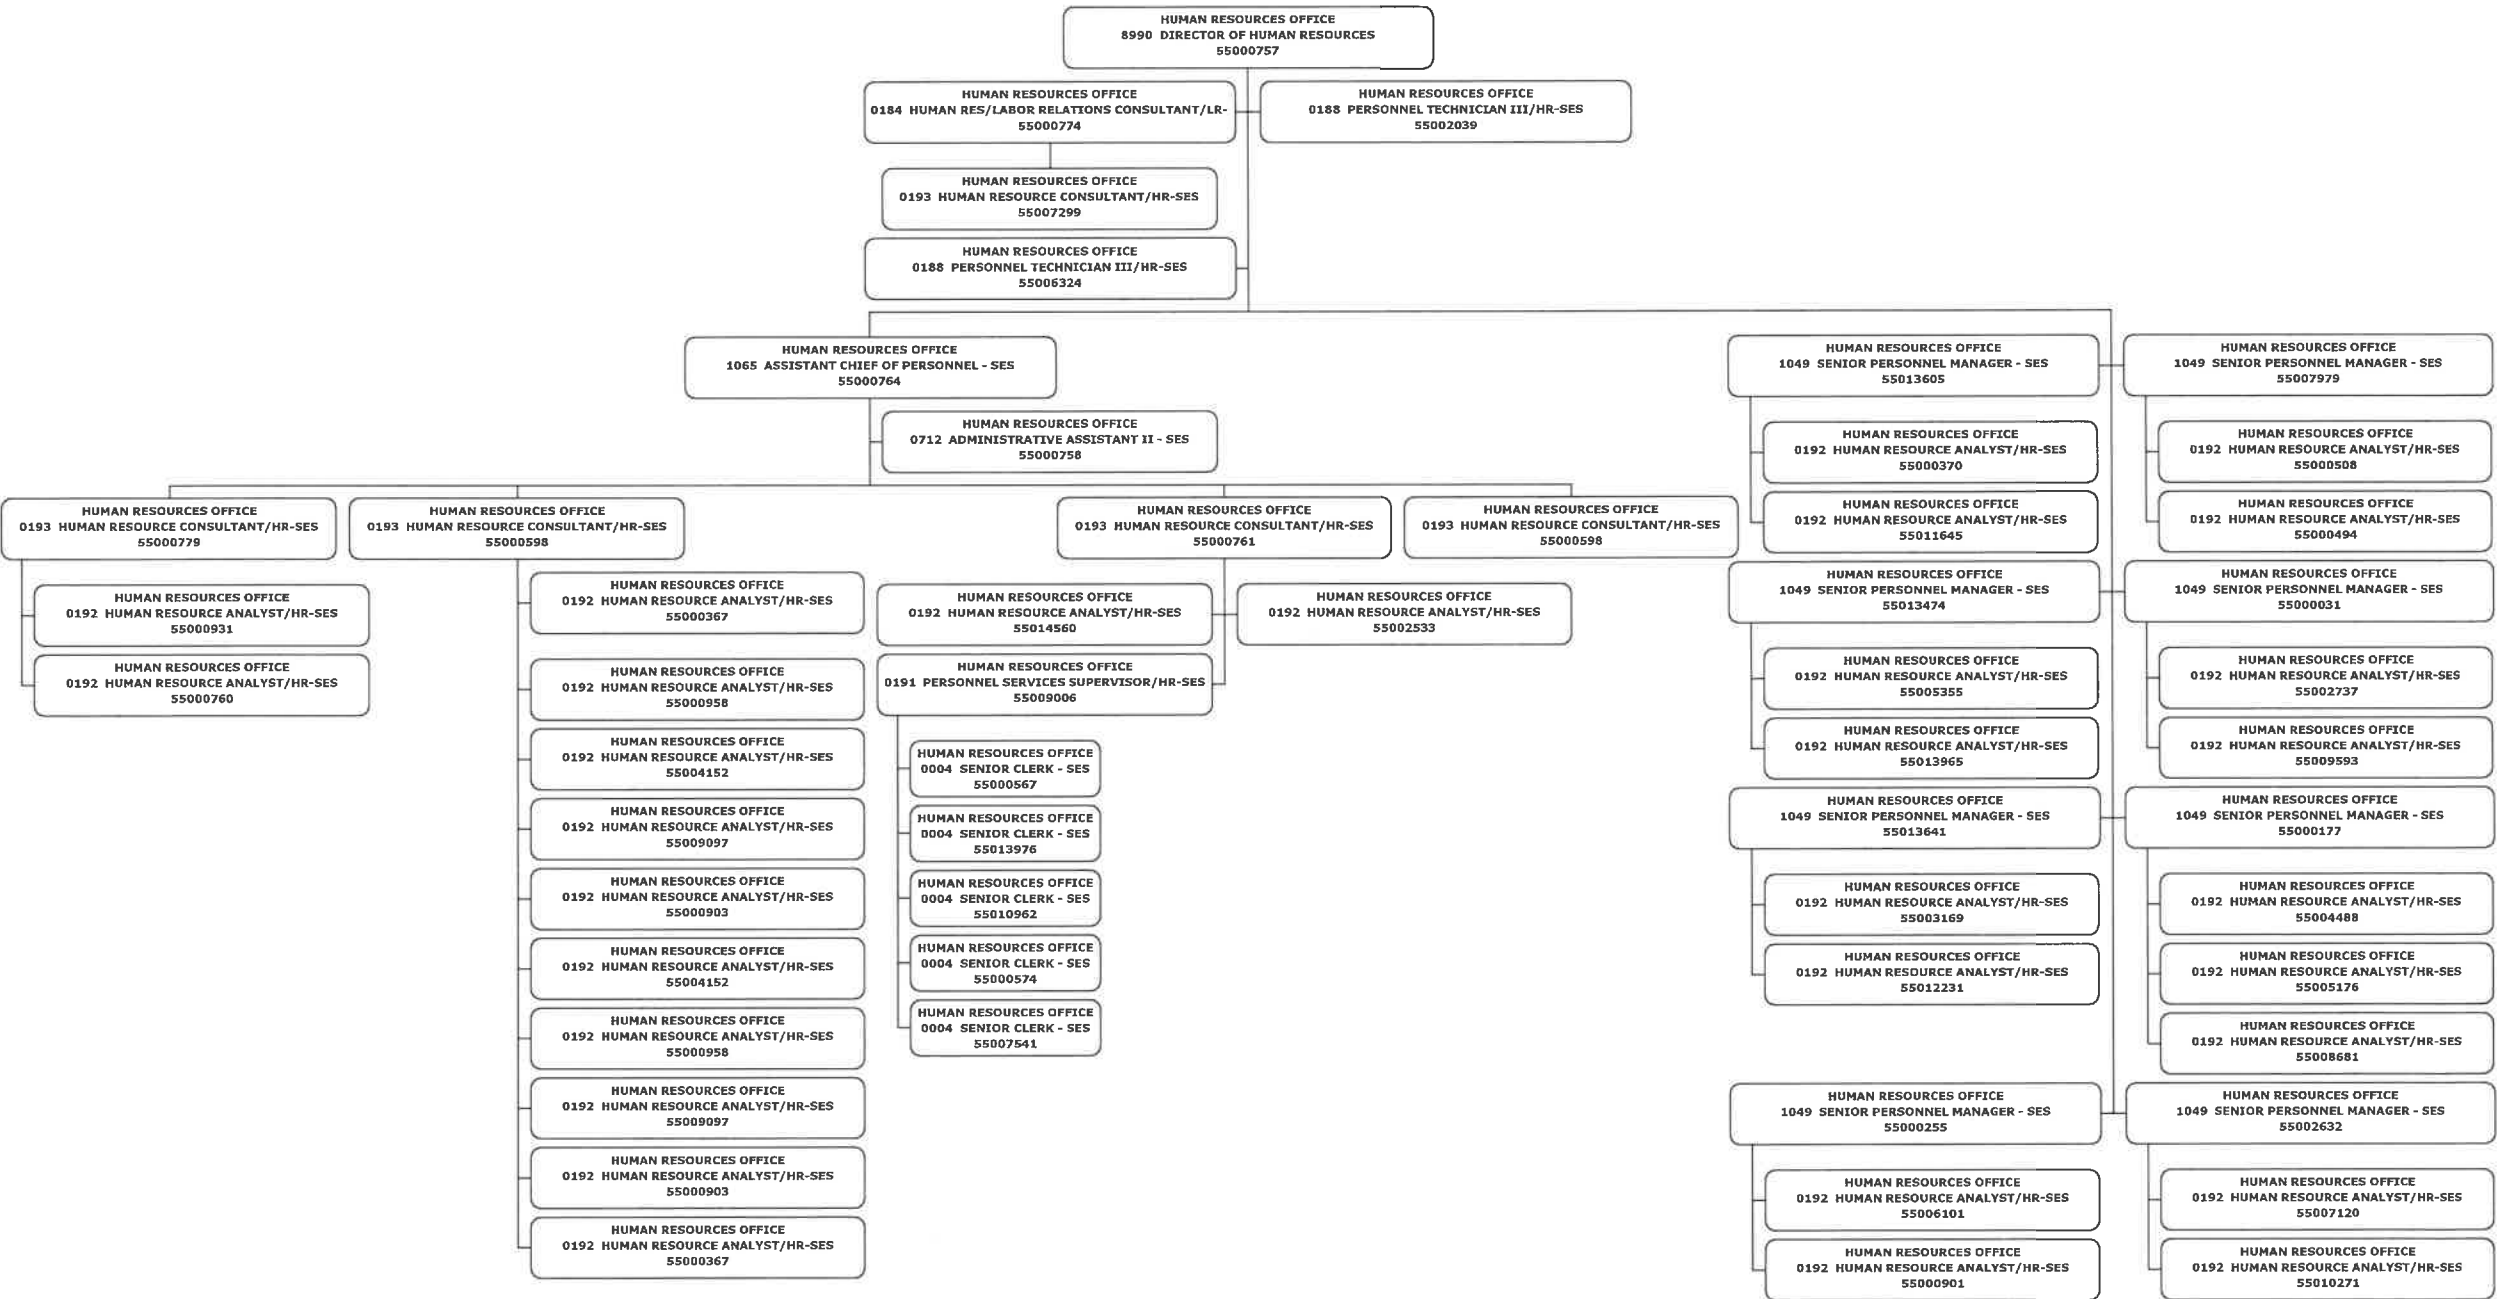 HUMAN RESOURCES OFFICE
8990 DIRECTOR OF HUMAN RESOURCES
55000757
HUMAN RESOURCES OFFICE
0184 HUMAN RES/LABOR RELATIONS CONSULTANT/LR-
55000774
HUMAN RESOURCES OFFICE
0188 PERSONNEL TECHNICIAN III/HR-SES
55002039
HUMAN RESOURCES OFFICE
0193 HUMAN RESOURCE CONSULTANT/HR-SES
55007299
HUMAN RESOURCES OFFICE
0188 PERSONNEL TECHNICIAN III/HR-SES
55006324
HUMAN RESOURCES OFFICE
1065 ASSISTANT CHIEF OF PERSONNEL - SES
55000764
HUMAN RESOURCES OFFICE
0712 ADMINISTRATIVE ASSISTANT II - SES
55000758
HUMAN RESOURCES OFFICE
0193 HUMAN RESOURCE CONSULTANT/HR-SES
55000779
HUMAN RESOURCES OFFICE
0192 HUMAN RESOURCE ANALYST/HR-SES
55000931
HUMAN RESOURCES OFFICE
0192 HUMAN RESOURCE ANALYST/HR-SES
55000760
HUMAN RESOURCES OFFICE
0193 HUMAN RESOURCE CONSULTANT/HR-SES
55000598
HUMAN RESOURCES OFFICE
0192 HUMAN RESOURCE ANALYST/HR-SES
55000367
HUMAN RESOURCES OFFICE
0192 HUMAN RESOURCE ANALYST/HR-SES
55000958
HUMAN RESOURCES OFFICE
0192 HUMAN RESOURCE ANALYST/HR-SES
55004152
HUMAN RESOURCES OFFICE
0192 HUMAN RESOURCE ANALYST/HR-SES
55009097
HUMAN RESOURCES OFFICE
0192 HUMAN RESOURCE ANALYST/HR-SES
55000903
HUMAN RESOURCES OFFICE
0192 HUMAN RESOURCE ANALYST/HR-SES
55004152
HUMAN RESOURCES OFFICE
0192 HUMAN RESOURCE ANALYST/HR-SES
55000958
HUMAN RESOURCES OFFICE
0192 HUMAN RESOURCE ANALYST/HR-SES
55009097
HUMAN RESOURCES OFFICE
0192 HUMAN RESOURCE ANALYST/HR-SES
55000903
HUMAN RESOURCES OFFICE
0192 HUMAN RESOURCE ANALYST/HR-SES
55000367
HUMAN RESOURCES OFFICE
0193 HUMAN RESOURCE CONSULTANT/HR-SES
55000761
HUMAN RESOURCES OFFICE
0192 HUMAN RESOURCE ANALYST/HR-SES
55014560
HUMAN RESOURCES OFFICE
0192 HUMAN RESOURCE ANALYST/HR-SES
55002533
HUMAN RESOURCES OFFICE
0191 PERSONNEL SERVICES SUPERVISOR/HR-SES
55009006
HUMAN RESOURCES OFFICE
0004 SENIOR CLERK - SES
55000567
HUMAN RESOURCES OFFICE
0004 SENIOR CLERK - SES
55013976
HUMAN RESOURCES OFFICE
0004 SENIOR CLERK - SES
55010962
HUMAN RESOURCES OFFICE
0004 SENIOR CLERK - SES
55000574
HUMAN RESOURCES OFFICE
0004 SENIOR CLERK - SES
55007541
HUMAN RESOURCES OFFICE
0193 HUMAN RESOURCE CONSULTANT/HR-SES
55000598
HUMAN RESOURCES OFFICE
1049 SENIOR PERSONNEL MANAGER - SES
55013605
HUMAN RESOURCES OFFICE
0192 HUMAN RESOURCE ANALYST/HR-SES
55000370
HUMAN RESOURCES OFFICE
0192 HUMAN RESOURCE ANALYST/HR-SES
55011645
HUMAN RESOURCES OFFICE
1049 SENIOR PERSONNEL MANAGER - SES
55007979
HUMAN RESOURCES OFFICE
0192 HUMAN RESOURCE ANALYST/HR-SES
55000508
HUMAN RESOURCES OFFICE
0192 HUMAN RESOURCE ANALYST/HR-SES
55000494
HUMAN RESOURCES OFFICE
1049 SENIOR PERSONNEL MANAGER - SES
55013474
HUMAN RESOURCES OFFICE
0192 HUMAN RESOURCE ANALYST/HR-SES
55005355
HUMAN RESOURCES OFFICE
0192 HUMAN RESOURCE ANALYST/HR-SES
55013965
HUMAN RESOURCES OFFICE
1049 SENIOR PERSONNEL MANAGER - SES
55000031
HUMAN RESOURCES OFFICE
0192 HUMAN RESOURCE ANALYST/HR-SES
55002737
HUMAN RESOURCES OFFICE
0192 HUMAN RESOURCE ANALYST/HR-SES
55009593
HUMAN RESOURCES OFFICE
1049 SENIOR PERSONNEL MANAGER - SES
55013641
HUMAN RESOURCES OFFICE
0192 HUMAN RESOURCE ANALYST/HR-SES
55003169
HUMAN RESOURCES OFFICE
0192 HUMAN RESOURCE ANALYST/HR-SES
55012231
HUMAN RESOURCES OFFICE
1049 SENIOR PERSONNEL MANAGER - SES
55000177
HUMAN RESOURCES OFFICE
0192 HUMAN RESOURCE ANALYST/HR-SES
55004488
HUMAN RESOURCES OFFICE
0192 HUMAN RESOURCE ANALYST/HR-SES
55005176
HUMAN RESOURCES OFFICE
0192 HUMAN RESOURCE ANALYST/HR-SES
55008681
HUMAN RESOURCES OFFICE
1049 SENIOR PERSONNEL MANAGER - SES
55000255
HUMAN RESOURCES OFFICE
0192 HUMAN RESOURCE ANALYST/HR-SES
55006101
HUMAN RESOURCES OFFICE
0192 HUMAN RESOURCE ANALYST/HR-SES
55000901
HUMAN RESOURCES OFFICE
1049 SENIOR PERSONNEL MANAGER - SES
55002632
HUMAN RESOURCES OFFICE
0192 HUMAN RESOURCE ANALYST/HR-SES
55007120
HUMAN RESOURCES OFFICE
0192 HUMAN RESOURCE ANALYST/HR-SES
55010271